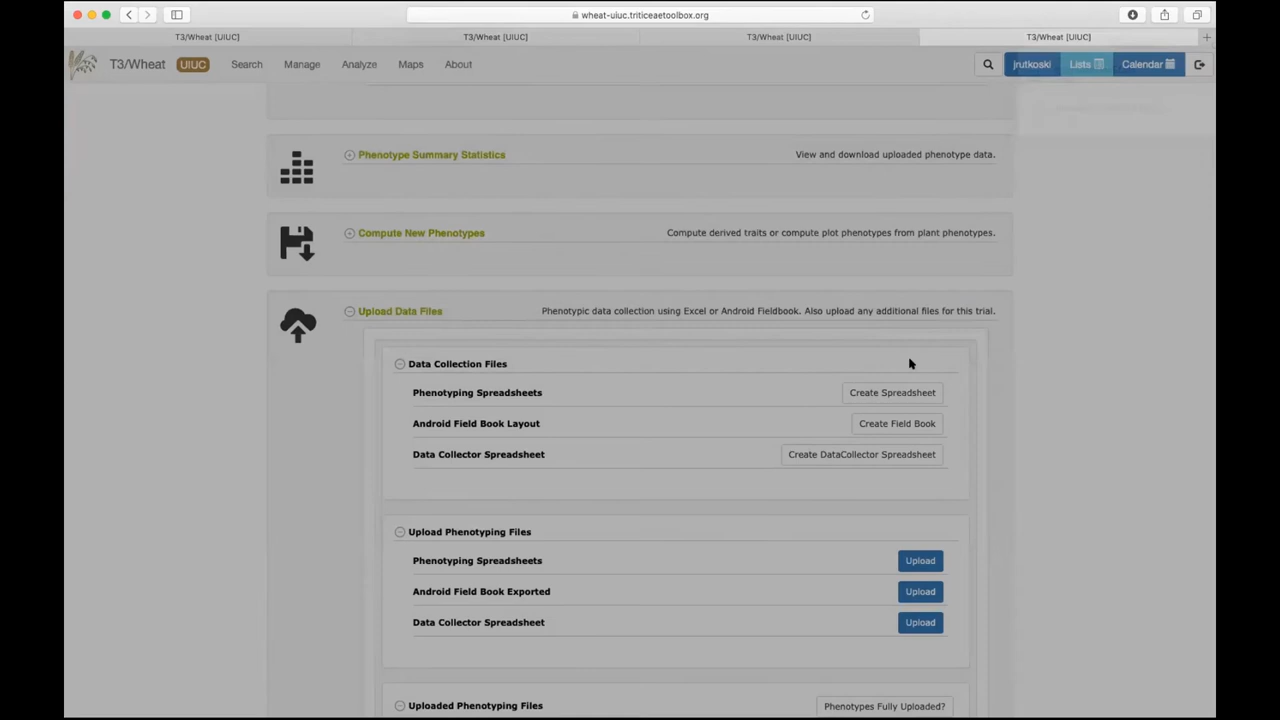 wheat-uiuc.triticeaetoolbox.org
T3/Wheat [UIUC] T3/Wheat [UIUC] T3/Wheat [UIUC] T3/Wheat [UIUC]
T3/Wheat UIUC Search Manage Analyze Maps About jrutkoski Lists Calendar
Phenotype Summary Statistics View and download uploaded phenotype data.
Compute New Phenotypes Compute derived traits or compute plot phenotypes from plant phenotypes.
Upload Data Files Phenotypic data collection using Excel or Android Fieldbook. Also upload any additional files for this trial.
Data Collection Files
Phenotyping Spreadsheets Create Spreadsheet
Android Field Book Layout Create Field Book
Data Collector Spreadsheet Create DataCollector Spreadsheet
Upload Phenotyping Files
Phenotyping Spreadsheets Upload
Android Field Book Exported Upload
Data Collector Spreadsheet Upload
Uploaded Phenotyping Files Phenotypes Fully Uploaded?